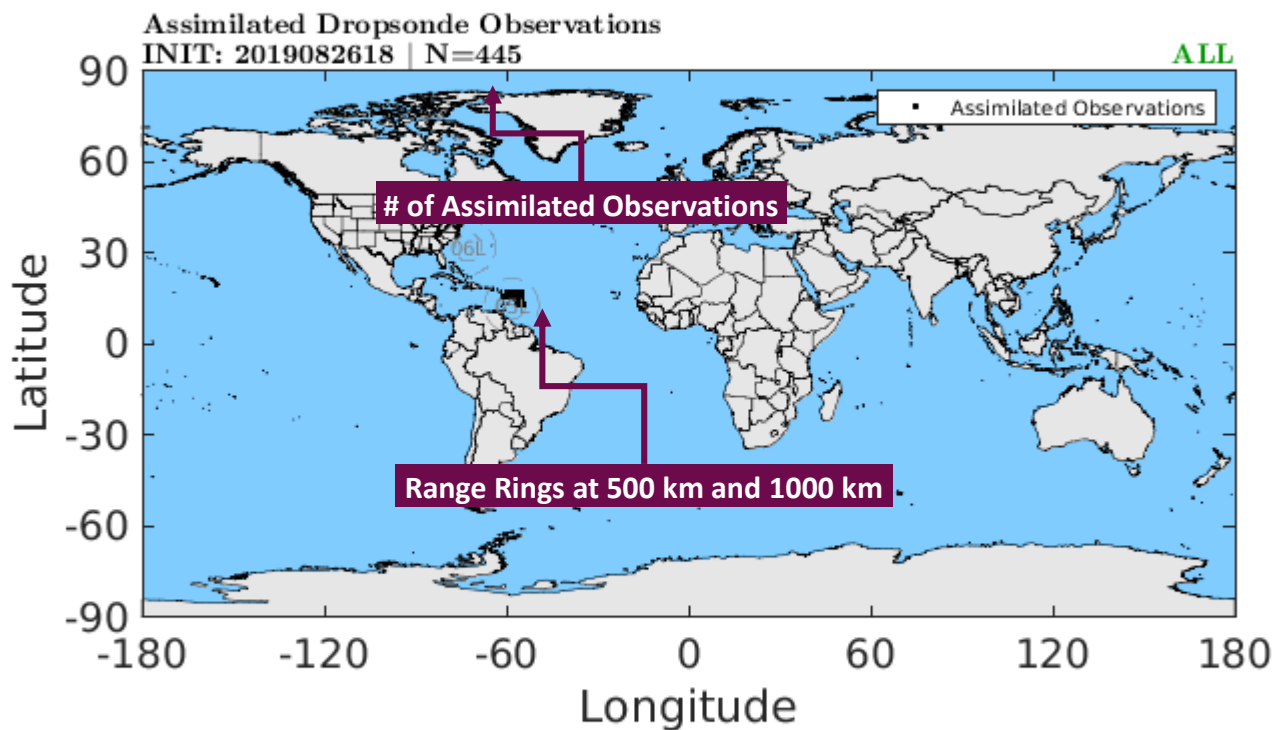 Assimilated Dropsonde Observations
INIT: 2019082618 | N=445
ALL
Assimilated Observations
# of Assimilated Observations
06L
05L
Range Rings at 500 km and 1000 km
90
60
30
0
-30
-60
-90
Latitude
-180
-120
-60
0
60
120
180
Longitude